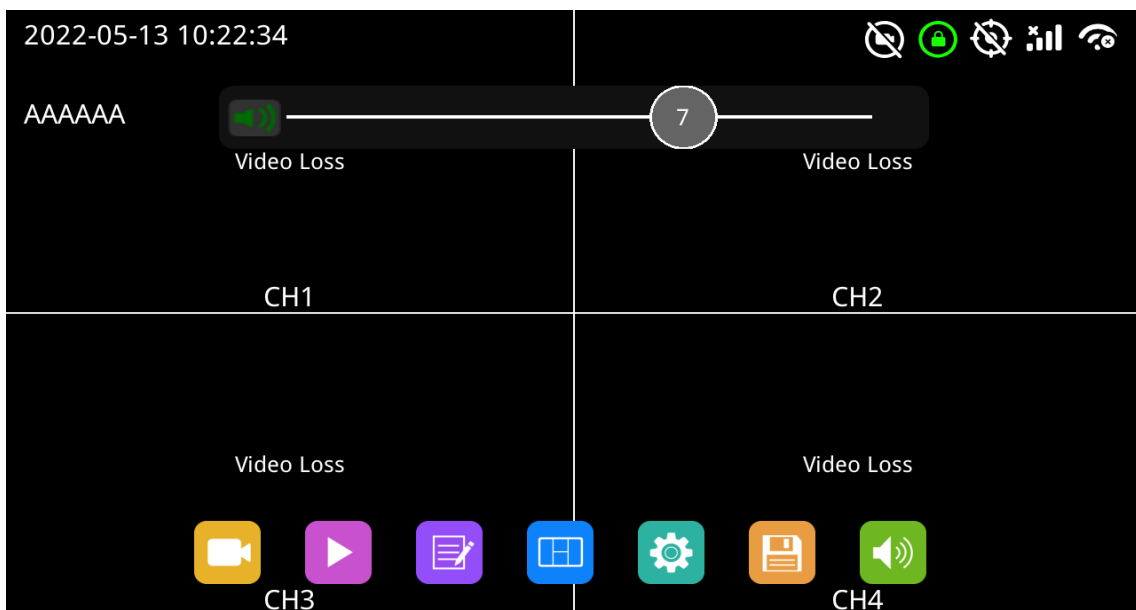 2022-05-13 10:22:34
AAAAAA
7
Video Loss
Video Loss
CH1
CH2
Video Loss
Video Loss
CH3
CH4